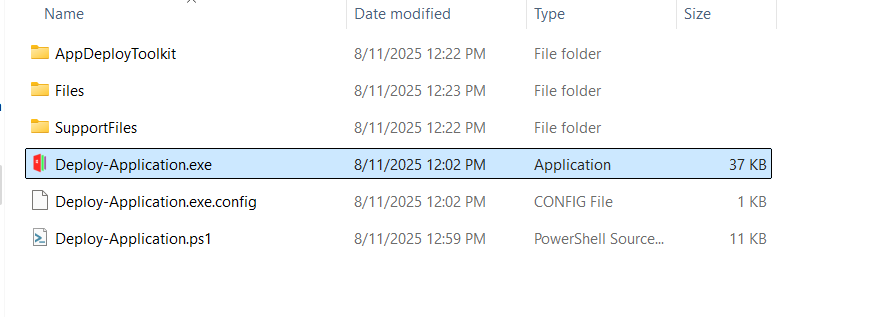 Name Date modified Type Size
AppDeployToolkit 8/11/2025 12:22 PM File folder
Files 8/11/2025 12:23 PM File folder
SupportFiles 8/11/2025 12:22 PM File folder
Deploy-Application.exe 8/11/2025 12:02 PM Application 37 KB
Deploy-Application.exe.config 8/11/2025 12:02 PM CONFIG File 1 KB
Deploy-Application.ps1 8/11/2025 12:59 PM PowerShell Source... 11 KB